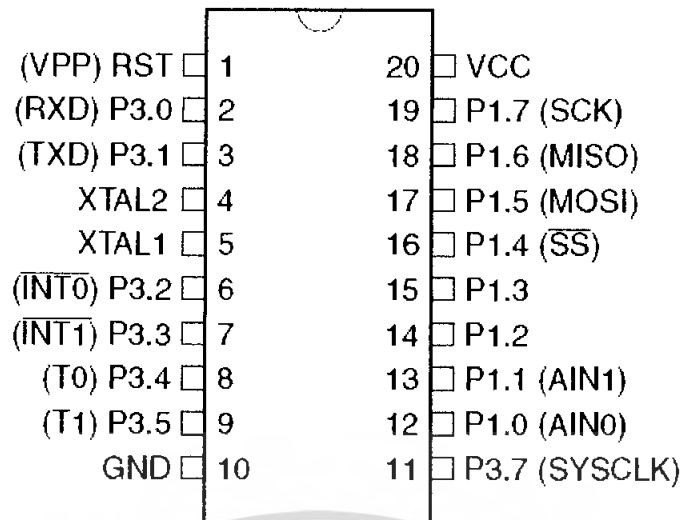 (VPP) RST 1 20 VCC
(RXD) P3.0 2 19 P1.7 (SCK)
(TXD) P3.1 3 18 P1.6 (MISO)
XTAL2 4 17 P1.5 (MOSI)
XTAL1 5 16 P1.4 (S̅S̅)
(I̅N̅T̅0̅) P3.2 6 15 P1.3
(I̅N̅T̅1̅) P3.3 7 14 P1.2
(T0) P3.4 8 13 P1.1 (AIN1)
(T1) P3.5 9 12 P1.0 (AIN0)
GND 10 11 P3.7 (SYSCLK)